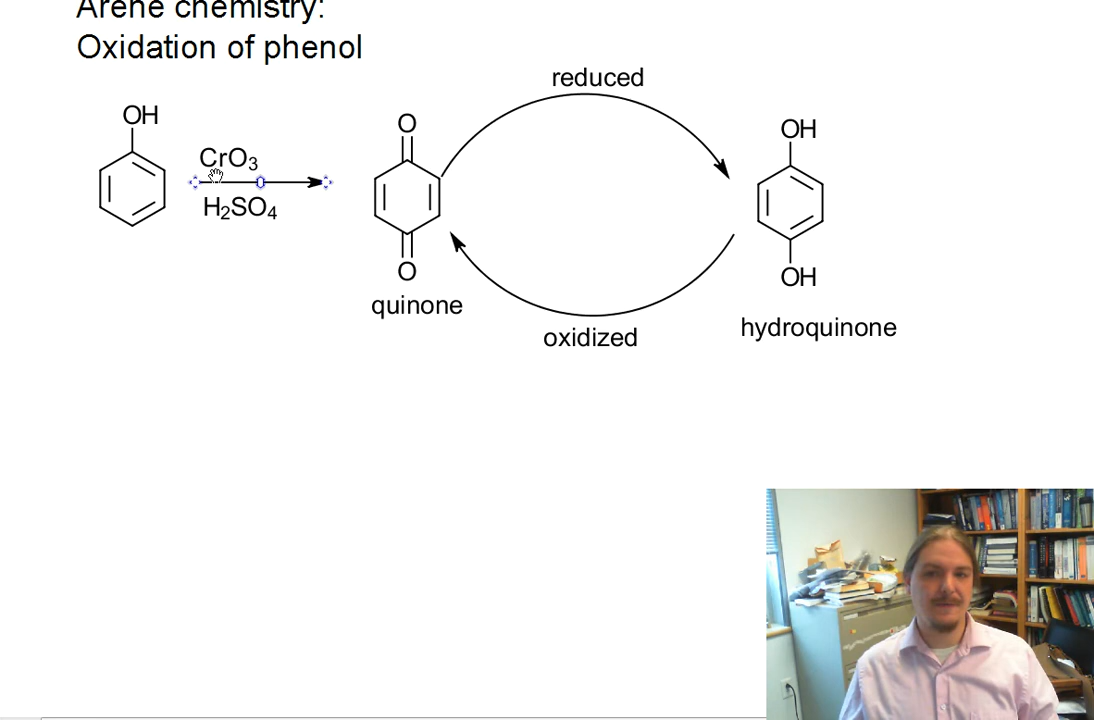 Arene chemistry:
Oxidation of phenol
reduced
OH
CrO3
H2SO4
O
O
quinone
OH
OH
hydroquinone
oxidized